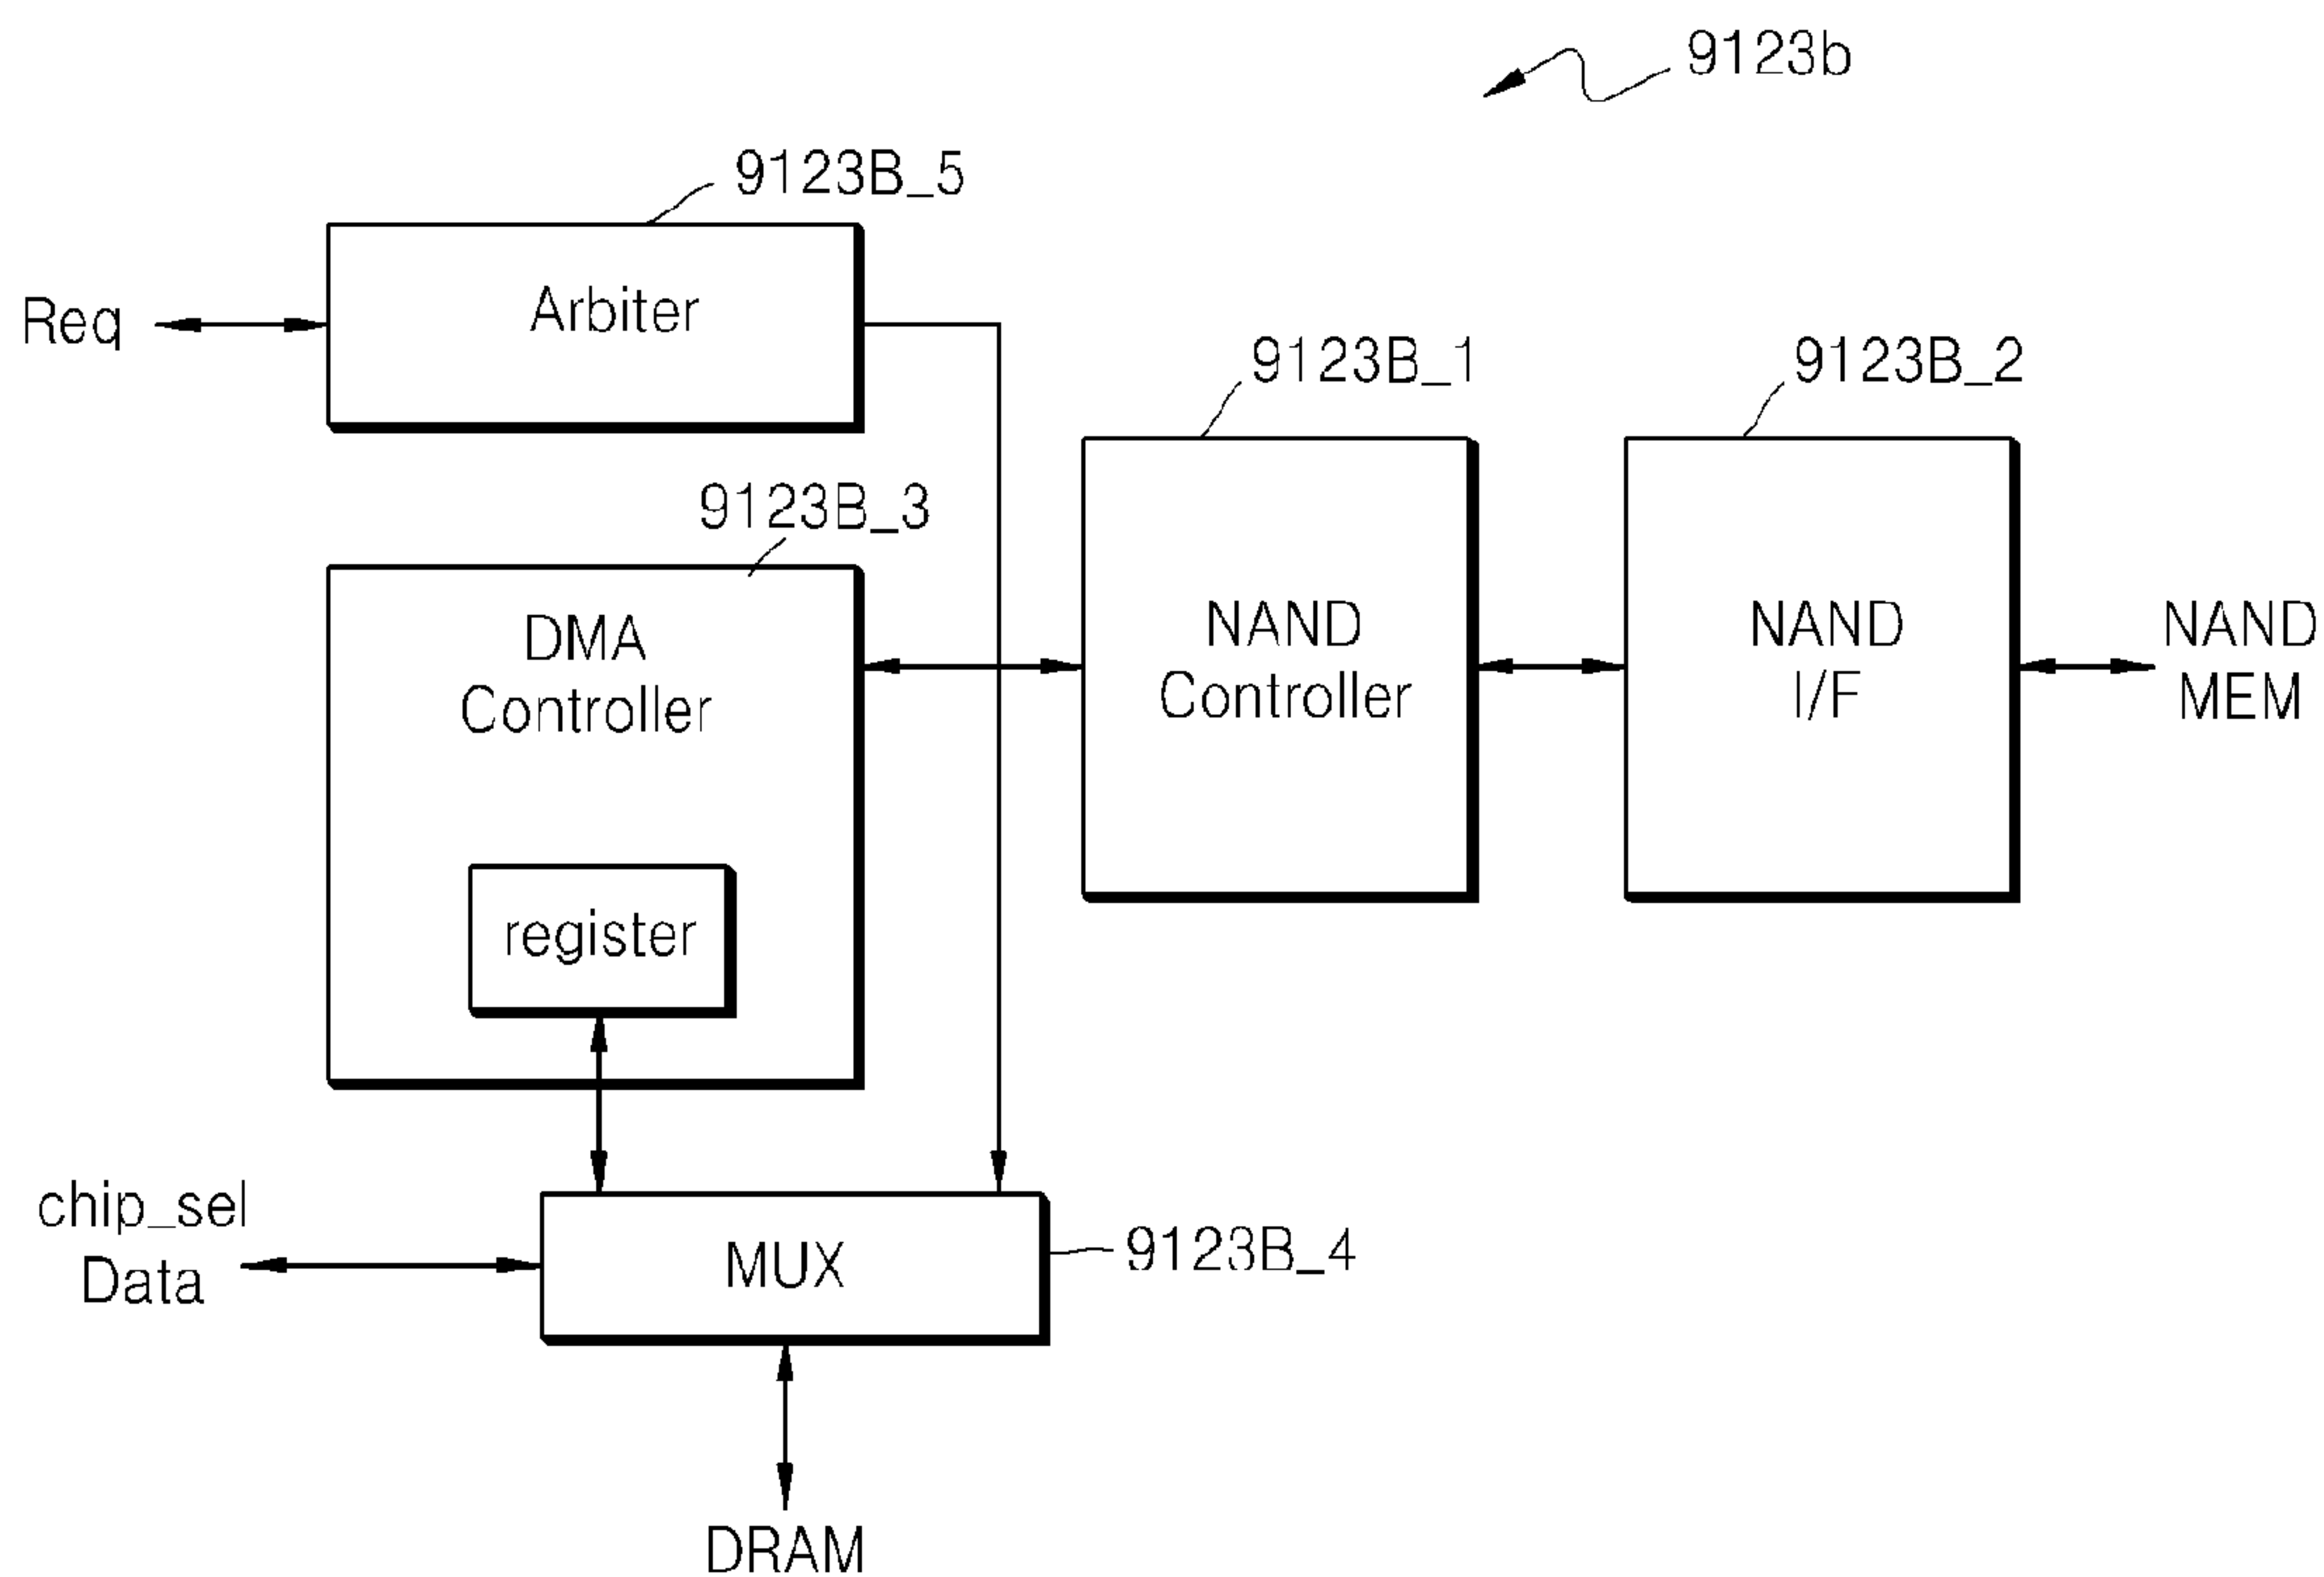 9123b
9123B_5
Req
Arbiter
9123B_1
9123B_2
9123B_3
DMA
Controller
NAND
Controller
NAND
I/F
NAND
MEM
register
chip_sel
Data
MUX
9123B_4
DRAM